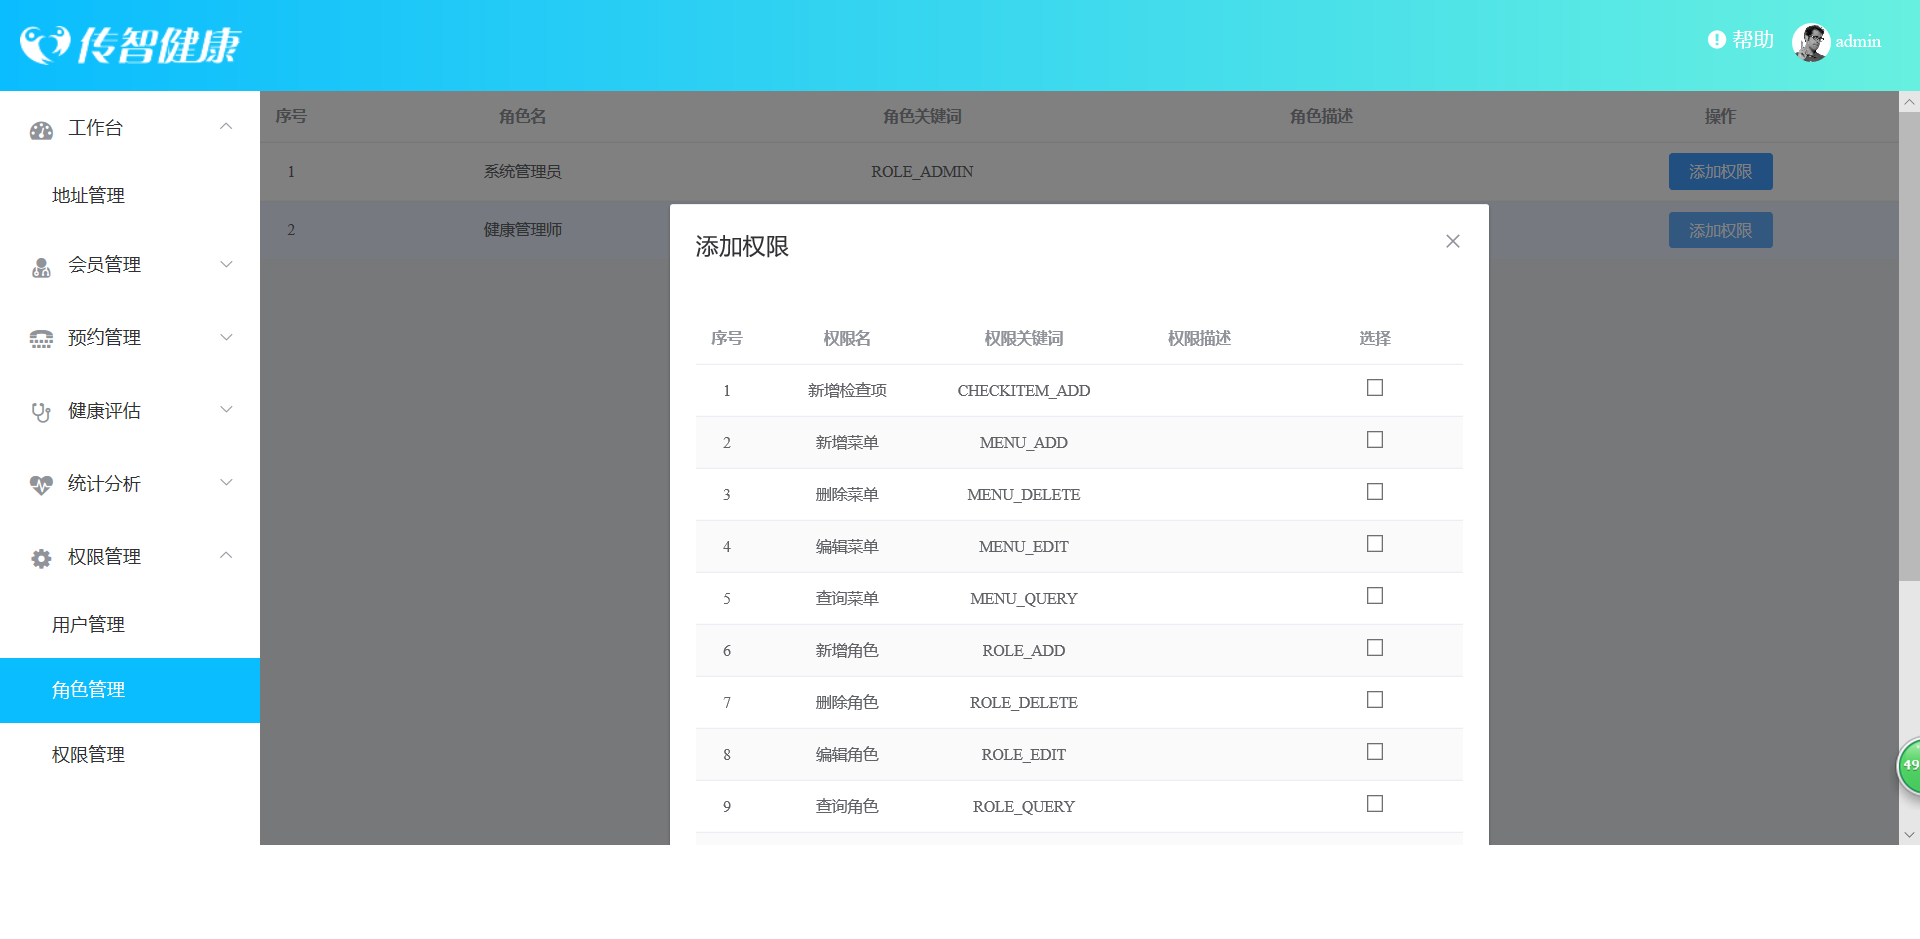 传智健康
帮助 admin
工作台
地址管理
会员管理
预约管理
健康评估
统计分析
权限管理
用户管理
角色管理
权限管理
序号 角色名 角色关键词 角色描述 操作
1 系统管理员 ROLE_ADMIN 添加权限
2 健康管理师 添加权限
添加权限
序号 权限名 权限关键词 权限描述 选择
1 新增检查项 CHECKITEM_ADD
2 新增菜单 MENU_ADD
3 删除菜单 MENU_DELETE
4 编辑菜单 MENU_EDIT
5 查询菜单 MENU_QUERY
6 新增角色 ROLE_ADD
7 删除角色 ROLE_DELETE
8 编辑角色 ROLE_EDIT
9 查询角色 ROLE_QUERY
49